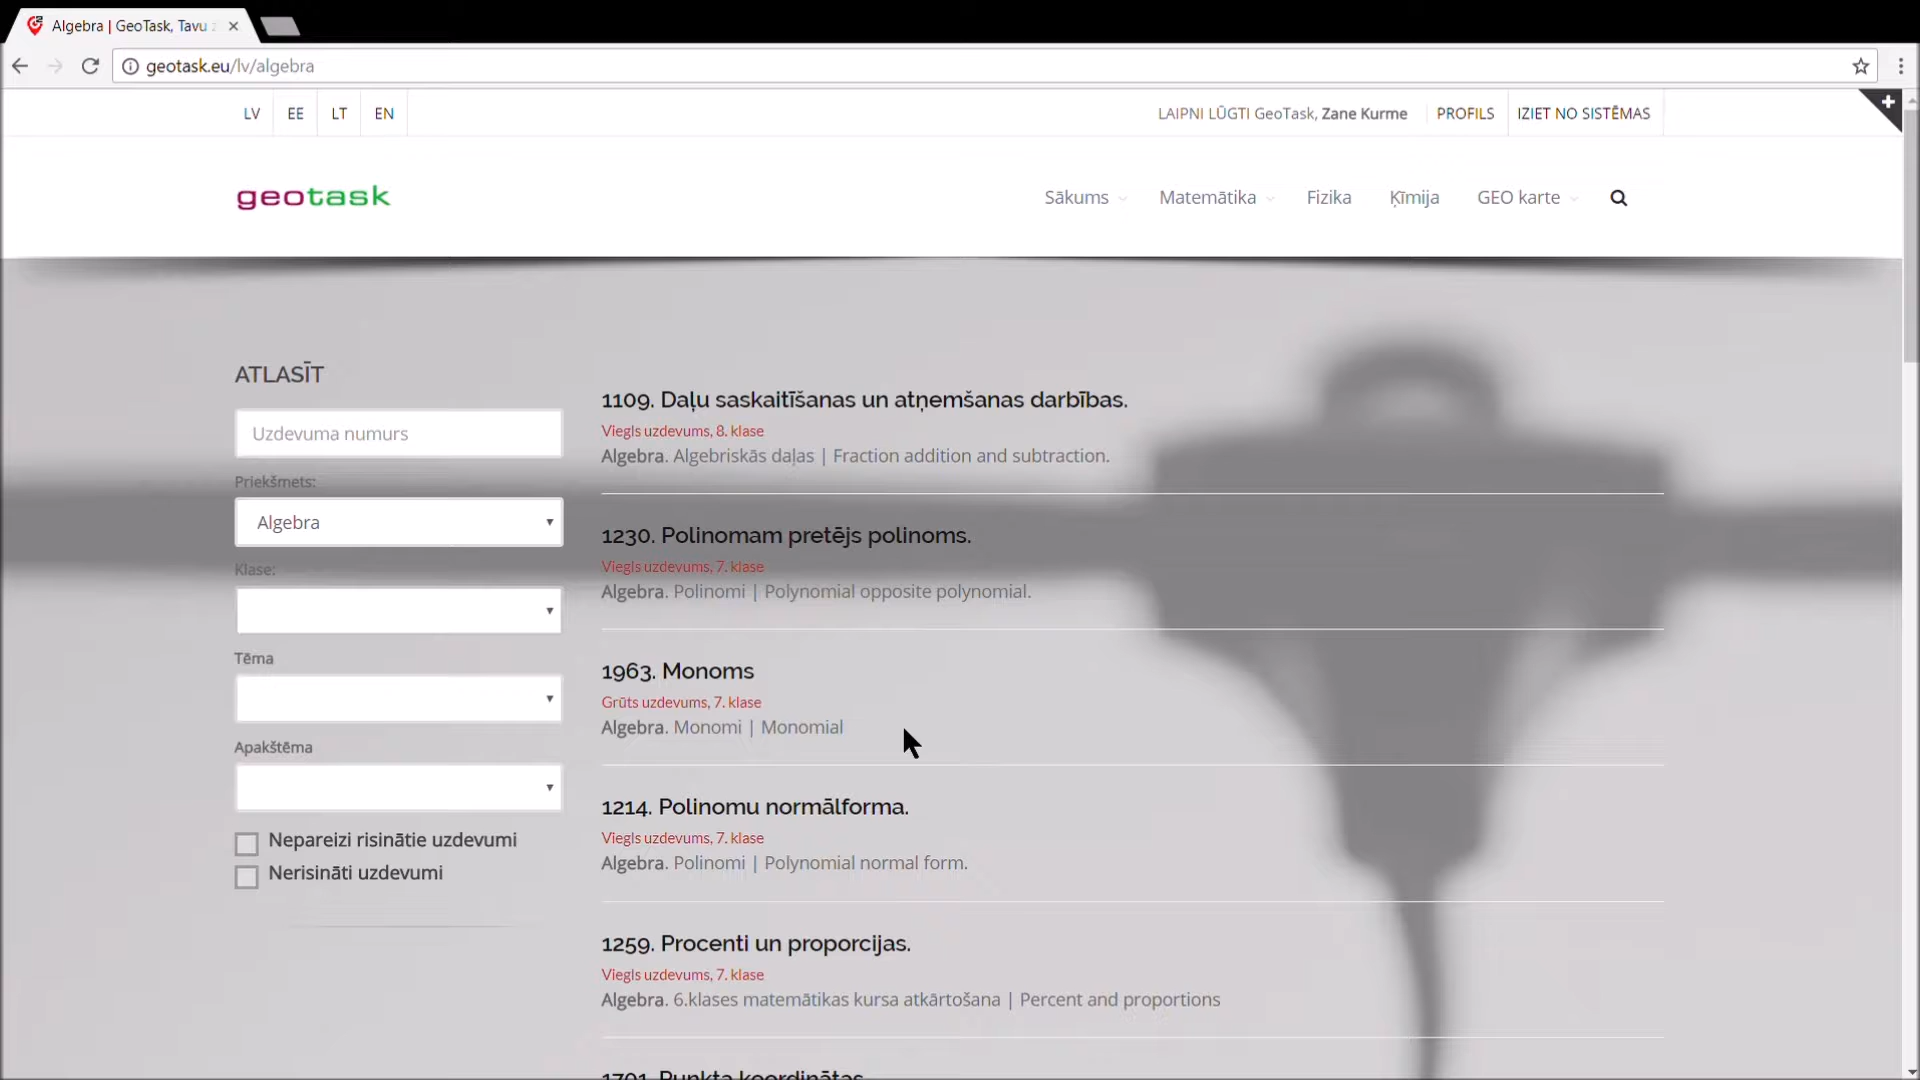 Algebra | GeoTask, Tavu
geotask.eu/lv/algebra
LV EE LT EN
LAIPNI LŪGTI GeoTask, Zane Kurme PROFILS IZIET NO SISTĒMAS
geotask
Sākums Matemātika Fizika Ķīmija GEO karte
ATLASĪT
Uzdevuma numurs
Priekšmets:
Algebra
Klase:
Tēma
Apakštēma
Nepareizi risinātie uzdevumi
Nerisināti uzdevumi
1109. Daļu saskaitīšanas un atņemšanas darbības.
Viegls uzdevums, 8. klase
Algebra. Algebriskās daļas | Fraction addition and subtraction.
1230. Polinomam pretējs polinoms.
Viegls uzdevums, 7. klase
Algebra. Polinomi | Polynomial opposite polynomial.
1963. Monoms
Grūts uzdevums, 7. klase
Algebra. Monomi | Monomial
1214. Polinomu normālforma.
Viegls uzdevums, 7. klase
Algebra. Polinomi | Polynomial normal form.
1259. Procenti un proporcijas.
Viegls uzdevums, 7. klase
Algebra. 6.klases matemātikas kursa atkārtošana | Percent and proportions
1701. Punkta koordinātas